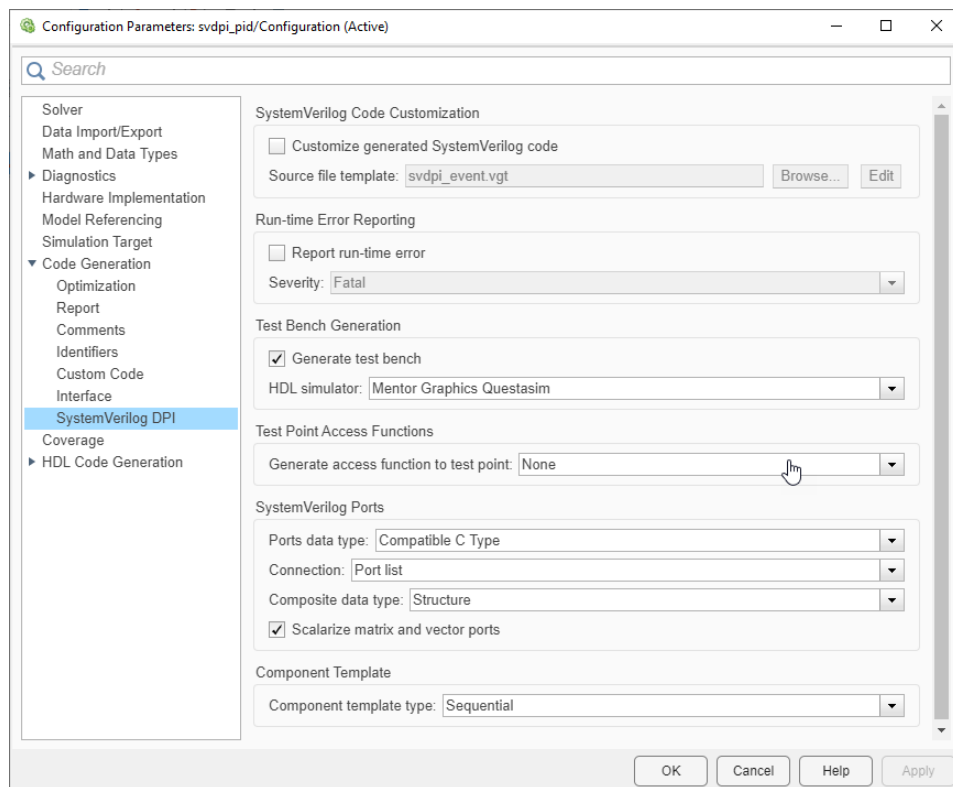 Configuration Parameters: svdpi_pid/Configuration (Active)
Search
Solver
Data Import/Export
Math and Data Types
Diagnostics
Hardware Implementation
Model Referencing
Simulation Target
Code Generation
Optimization
Report
Comments
Identifiers
Custom Code
Interface
SystemVerilog DPI
Coverage
HDL Code Generation
SystemVerilog Code Customization
Customize generated SystemVerilog code
Source file template: svdpi_event.vgt Browse... Edit
Run-time Error Reporting
Report run-time error
Severity: Fatal
Test Bench Generation
Generate test bench
HDL simulator: Mentor Graphics Questasim
Test Point Access Functions
Generate access function to test point: None
SystemVerilog Ports
Ports data type: Compatible C Type
Connection: Port list
Composite data type: Structure
Scalarize matrix and vector ports
Component Template
Component template type: Sequential
OK Cancel Help Apply